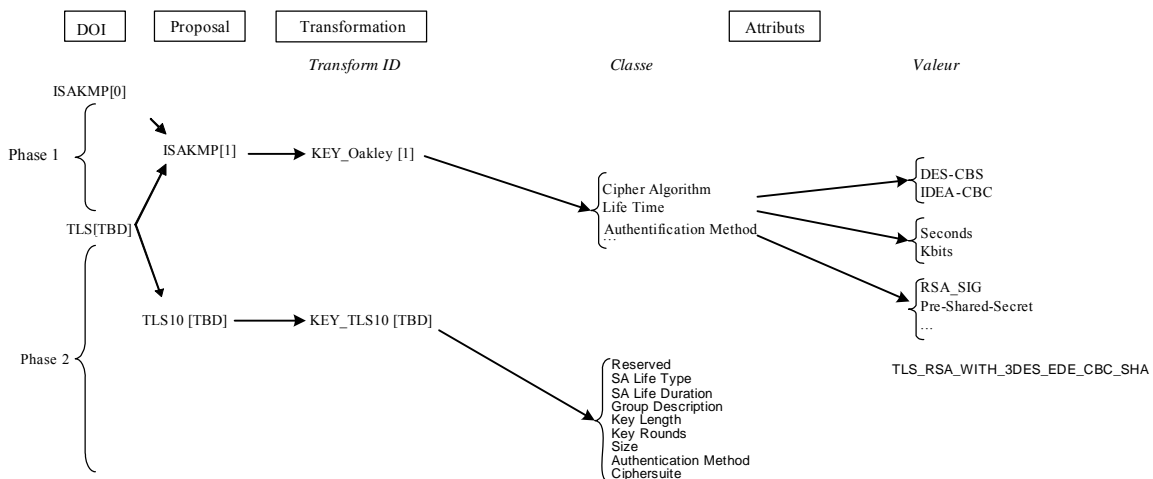 DOI
Proposal
Transformation
Attributs
Transform ID
Classe
Valeur
ISAKMP[0]
Phase 1
ISAKMP[1]
KEY_Oakley [1]
DES-CBS
IDEA-CBC
Cipher Algorithm
Life Time
Authentification Method
...
TLS[TBD]
Seconds
Kbits
RSA_SIG
Pre-Shared-Secret
...
TLS10 [TBD]
KEY_TLS10 [TBD]
Phase 2
Reserved
SA Life Type
SA Life Duration
Group Description
Key Length
Key Rounds
Size
Authentication Method
Ciphersuite
TLS_RSA_WITH_3DES_EDE_CBC_SHA